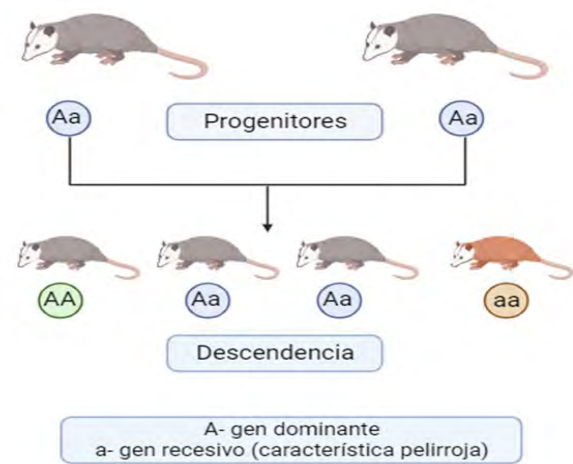 Aa Progenitores Aa
AA Aa Aa aa
Descendencia
A- gen dominante
a- gen recesivo (característica pelirroja)